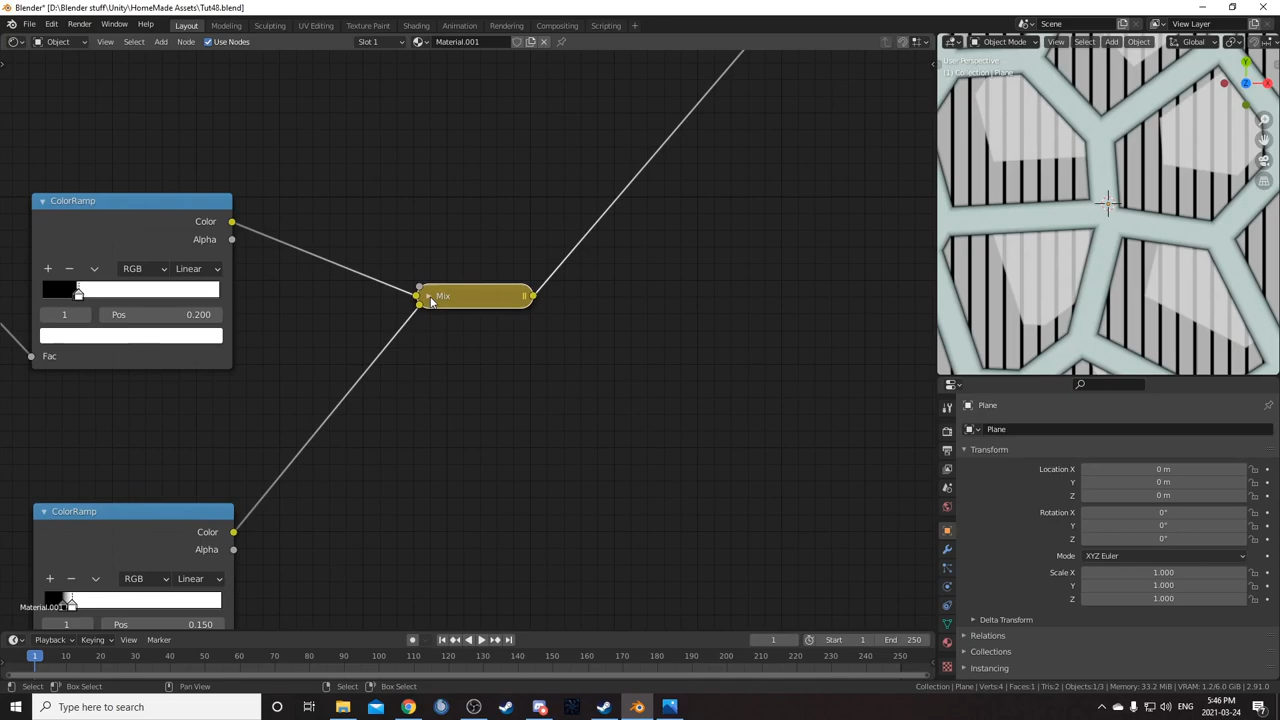 Blender* [D:\Blender stuff\Unity\HomeMade Assets\Tut48.blend]
File Edit Render Window Help Layout Modeling Sculpting UV Editing Texture Paint Shading Animation Rendering Compositing Scripting + Scene View Layer
Object View Select Add Node Use Nodes Slot 1 Material.001 Object Mode View Select Add Object Global
User Perspective
(1) Collection | Plane
Y
X
Z
ColorRamp
Color
Alpha
RGB Linear
1 Pos 0.200
Fac
Mix
ColorRamp
Color
Alpha
RGB Linear
Material.001
1 Pos 0.150
Plane
Plane
Transform
Location X 0 m
Y 0 m
Z 0 m
Rotation X 0°
Y 0°
Z 0°
Mode XYZ Euler
Scale X 1.000
Y 1.000
Z 1.000
Delta Transform
Relations
Collections
Instancing
Playback Keying View Marker 1 Start 1 End 250
1 10 20 30 40 50 60 70 80 90 100 110 120 130 140 150 160 170 180 190 200 210 220 230 240 250
Select Box Select Pan View Select Box Select Collection | Plane | Verts:4 | Faces:1 | Tris:2 | Objects:1/3 | Memory: 33.2 MiB | VRAM: 1.2/6.0 GiB | 2.91.0
Type here to search
5:46 PM
2021-03-24